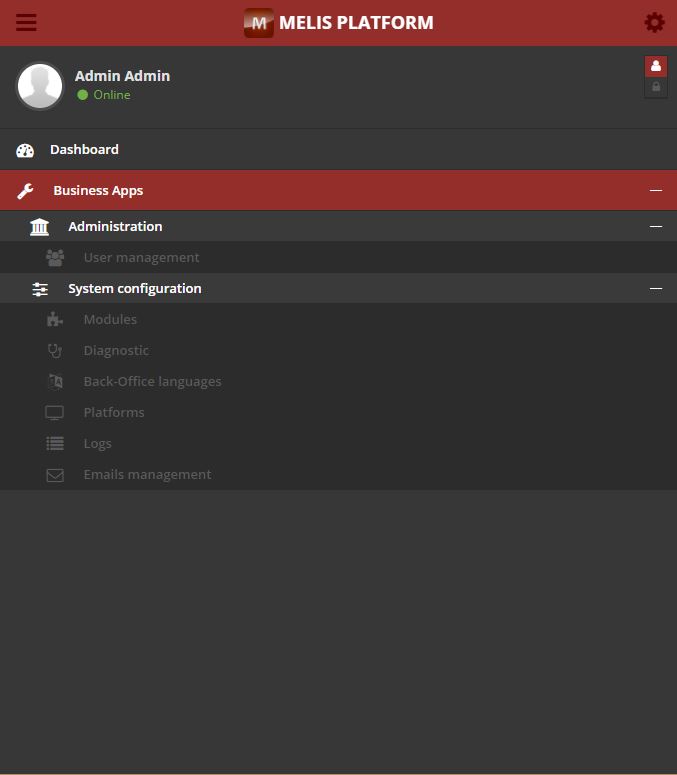 M MELIS PLATFORM
Admin Admin
Online
Dashboard
Business Apps
Administration
User management
System configuration
Modules
Diagnostic
Back-Office languages
Platforms
Logs
Emails management